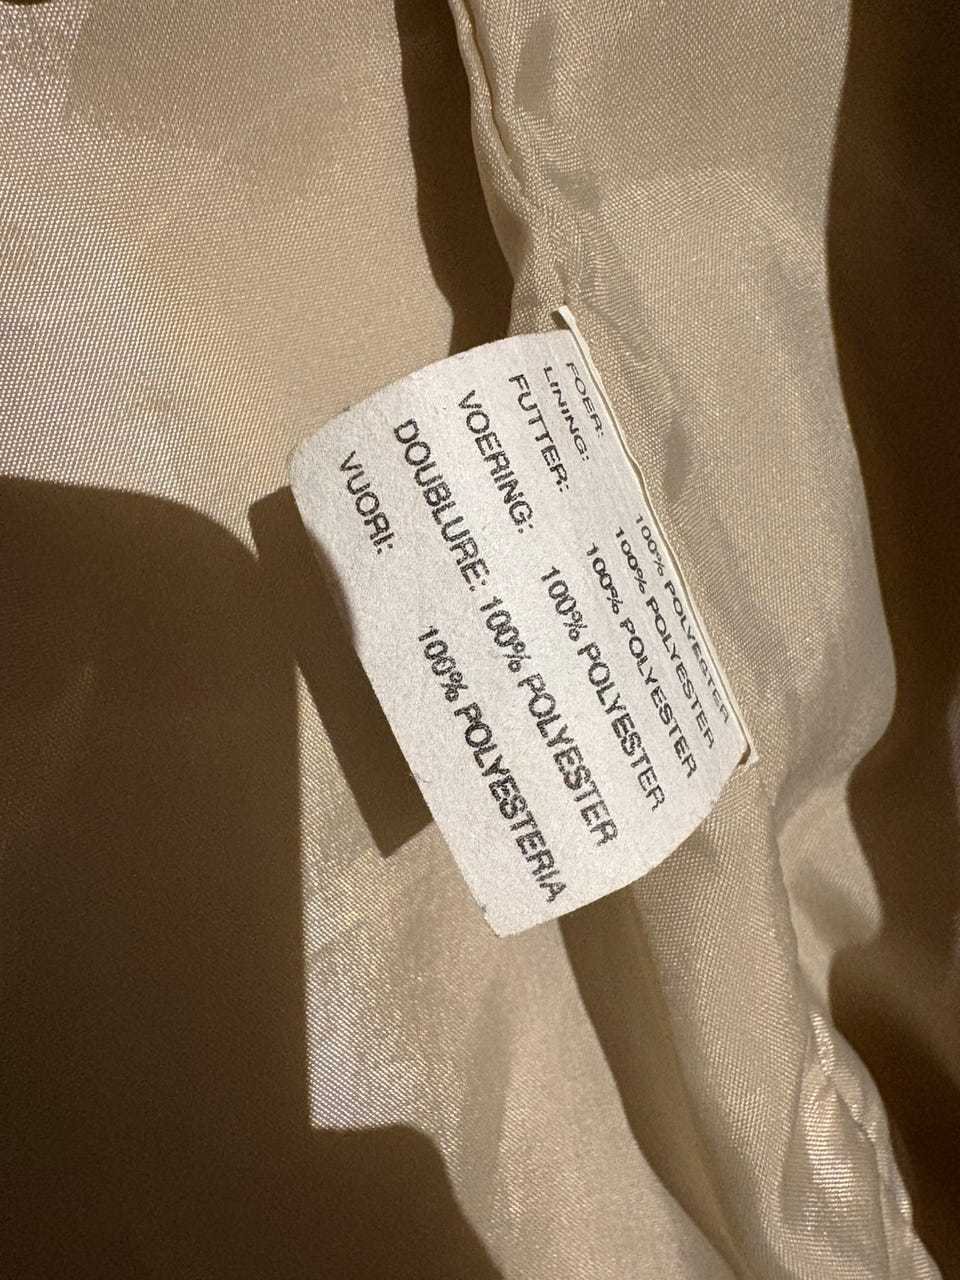 FOER: 100% POLYESTER
LINING: 100% POLYESTER
FUTTER: 100% POLYESTER
VOERING: 100% POLYESTER
DOUBLURE: 100% POLYESTER
VUORI: 100% POLYESTERIA